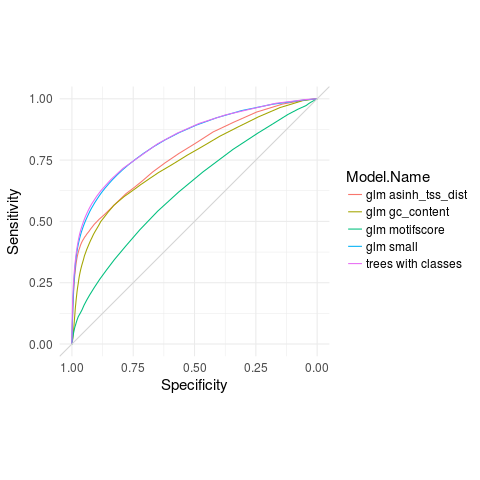 1.00
0.75
0.50
0.25
0.00
Sensitivity
1.00 0.75 0.50 0.25 0.00
Specificity
Model.Name
glm asinh_tss_dist
glm gc_content
glm motifscore
glm small
trees with classes